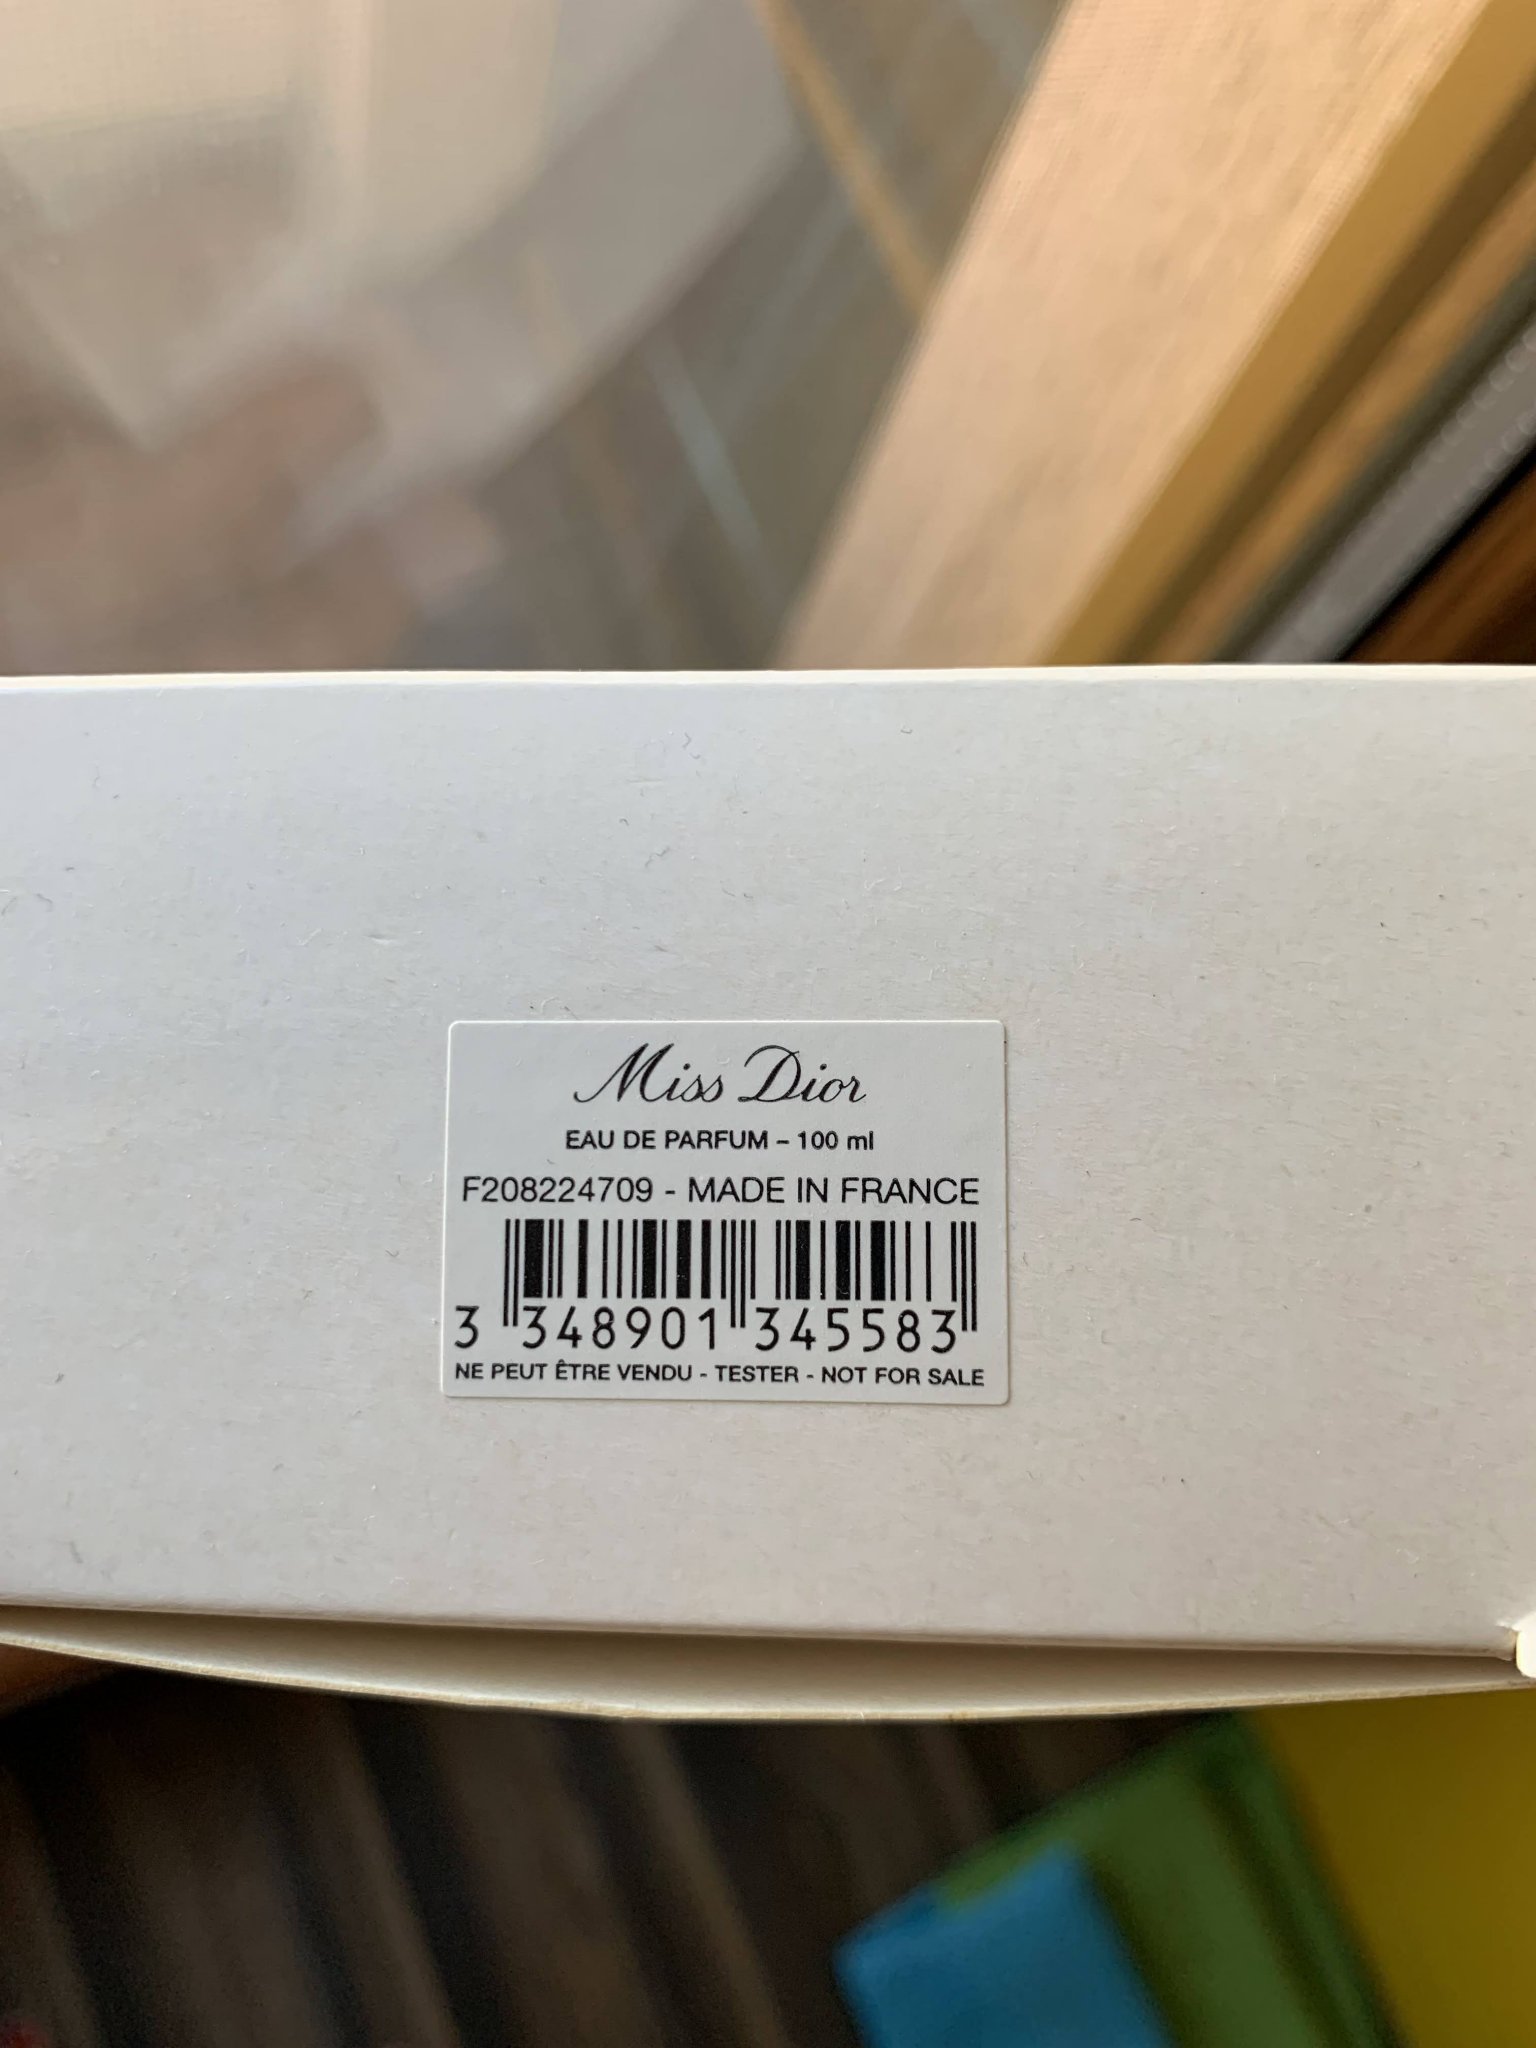 Miss Dior
EAU DE PARFUM – 100 ml
F208224709 - MADE IN FRANCE
3 348901 345583
NE PEUT ÊTRE VENDU - TESTER - NOT FOR SALE